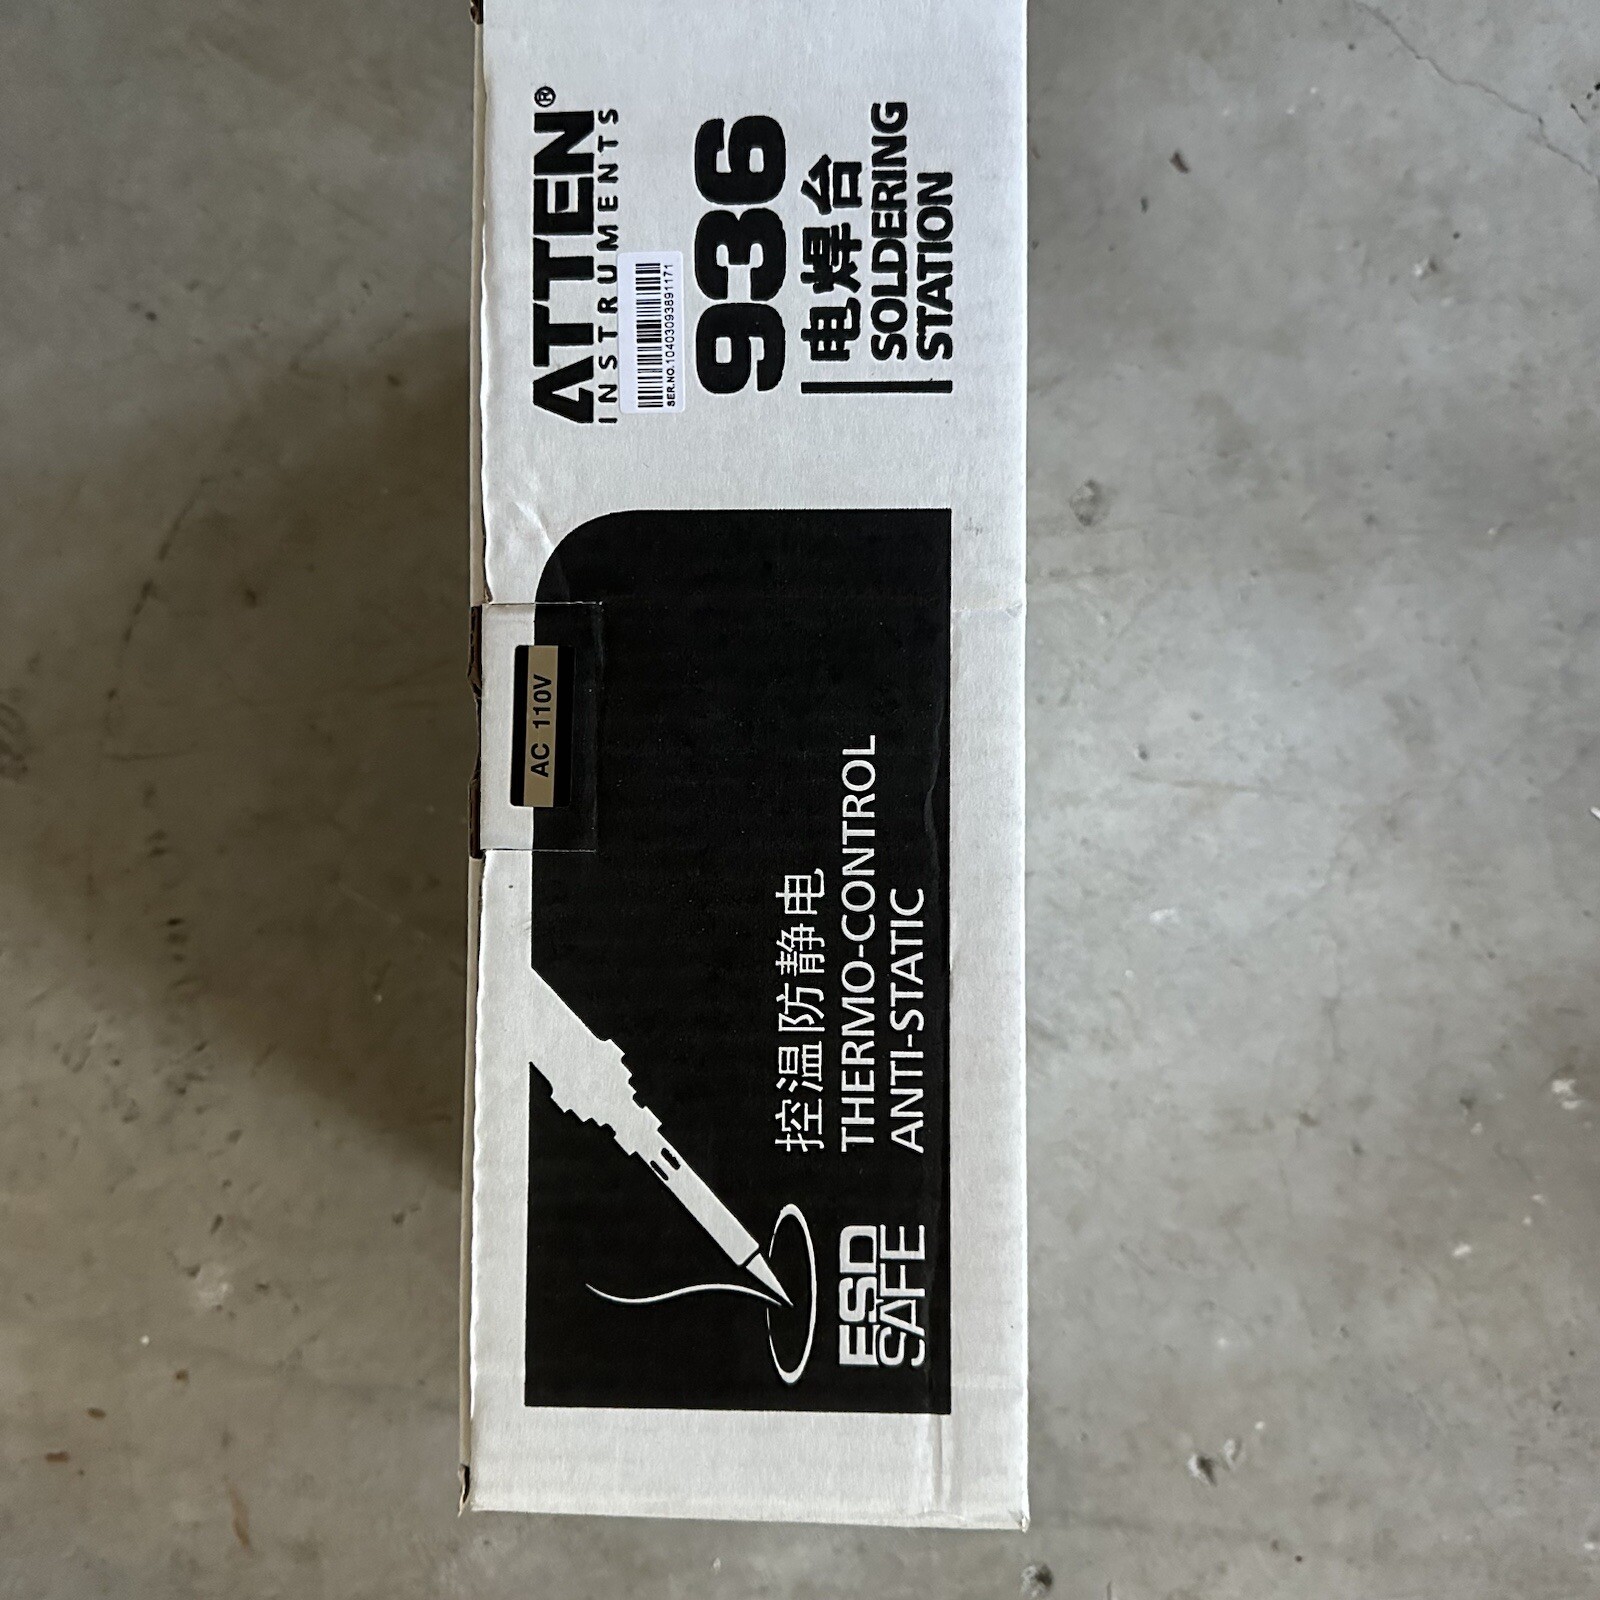 ATTEN®
INSTRUMENTS
SER.NO.10403093891171
936
电焊台
SOLDERING
STATION
AC 110V
控温防静电
THERMO-CONTROL
ANTI-STATIC
ESD
SAFE